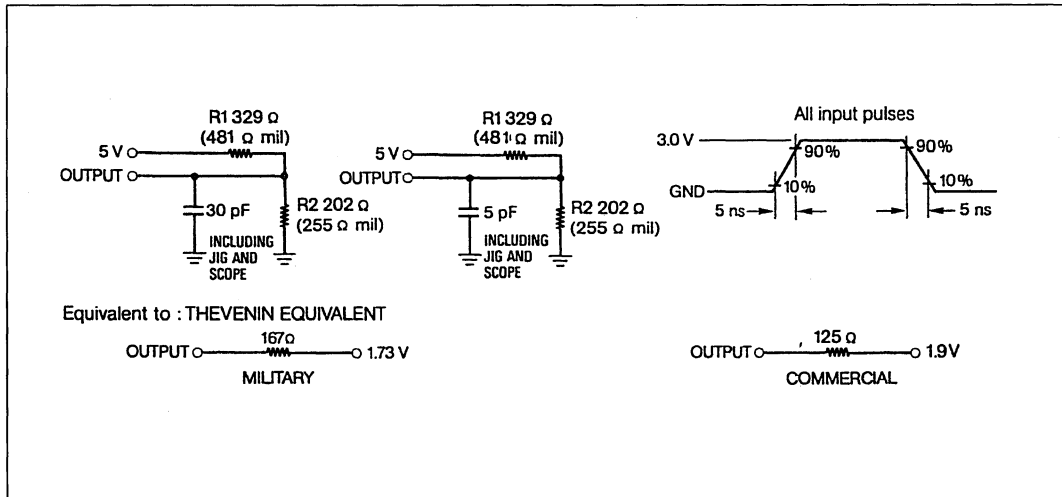 R1 329 Ω
(481 Ω mil)
5 V
OUTPUT
30 pF
INCLUDING
JIG AND
SCOPE
R2 202 Ω
(255 Ω mil)
R1 329 Ω
(481 Ω mil)
5 V
OUTPUT
5 pF
INCLUDING
JIG AND
SCOPE
R2 202 Ω
(255 Ω mil)
All input pulses
3.0 V
90%
90%
10%
10%
GND
5 ns
5 ns
Equivalent to : THEVENIN EQUIVALENT
167Ω
OUTPUT
1.73 V
MILITARY
125 Ω
OUTPUT
1.9 V
COMMERCIAL